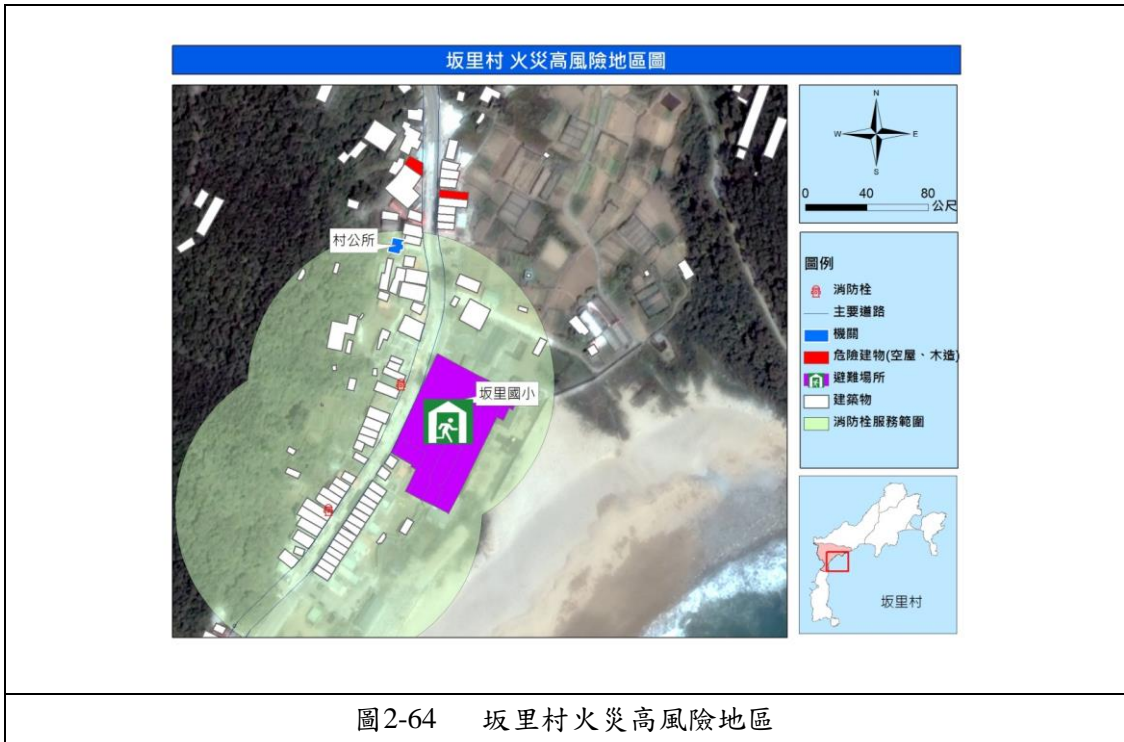 坂里村 火災高風險地區圖
村公所
坂里國小
N
W
E
S
0 40 80
公尺
圖例
消防栓
主要道路
機關
危險建物(空屋、木造)
避難場所
建築物
消防栓服務範圍
坂里村
圖2-64 坂里村火災高風險地區